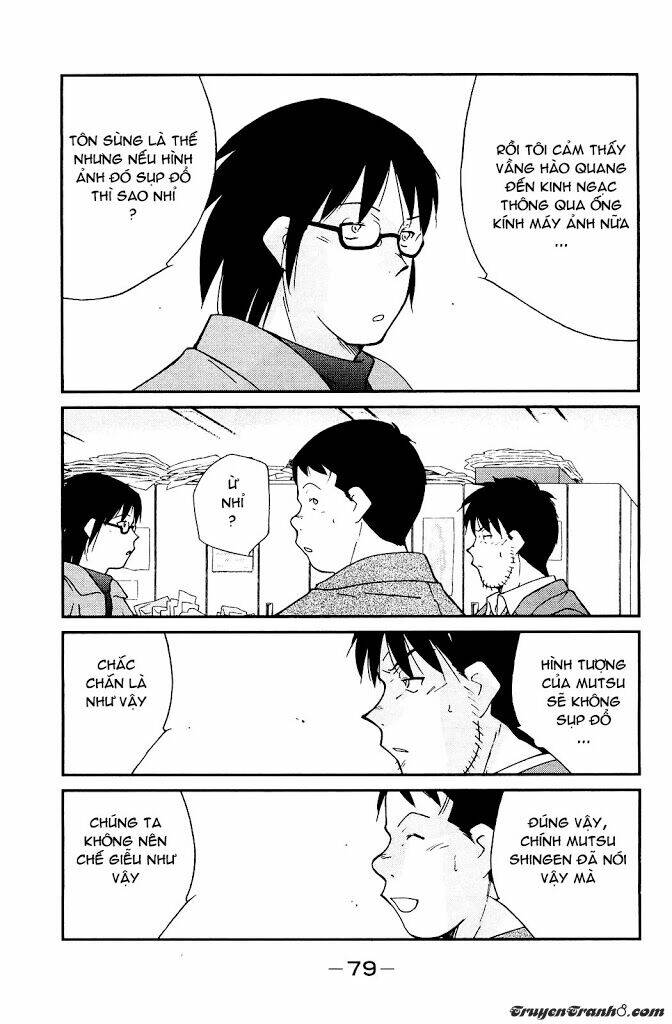 RỒI TÔI CẢM THẤY
VẦNG HÀO QUANG
ĐẾN KINH NGẠC
THÔNG QUA ỐNG
KÍNH MÁY ẢNH NỮA
...
TÔN SÙNG LÀ THẾ
NHƯNG NẾU HÌNH
ẢNH ĐÓ SỤP ĐỔ
THÌ SAO NHỈ
?
Ừ
NHỈ
?
HÌNH TƯỢNG
CỦA MUTSU
SẼ KHÔNG
SỤP ĐỔ
...
CHẮC
CHẮN LÀ
NHƯ VẬY
ĐÚNG VẬY,
CHÍNH MUTSU
SHINGEN ĐÃ NÓI
VẬY MÀ
CHÚNG TA
KHÔNG NÊN
CHẾ GIỄU NHƯ
VẬY
-79-
TruyenTranh8.com